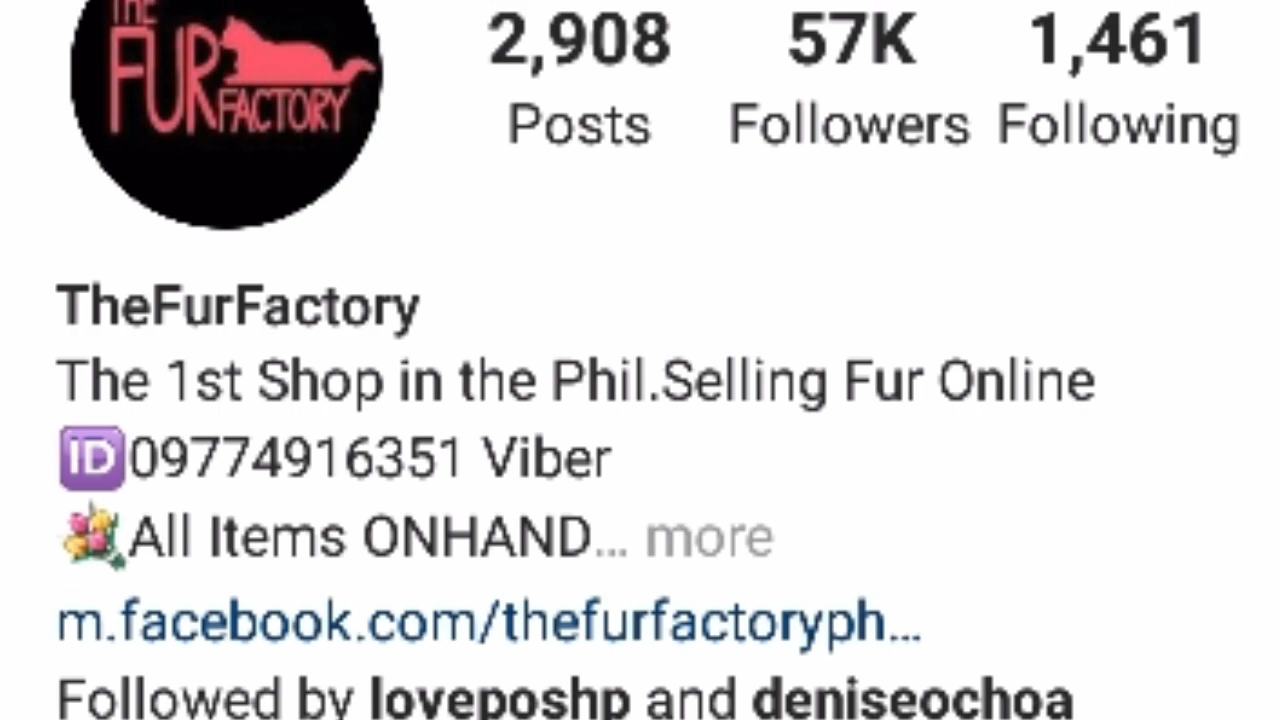 THE
FUR FACTORY
2,908 57K 1,461
Posts Followers Following
TheFurFactory
The 1st Shop in the Phil.Selling Fur Online
🆔09774916351 Viber
💐All Items ONHAND... more
m.facebook.com/thefurfactoryph...
Followed by loveposhp and deniseochoa